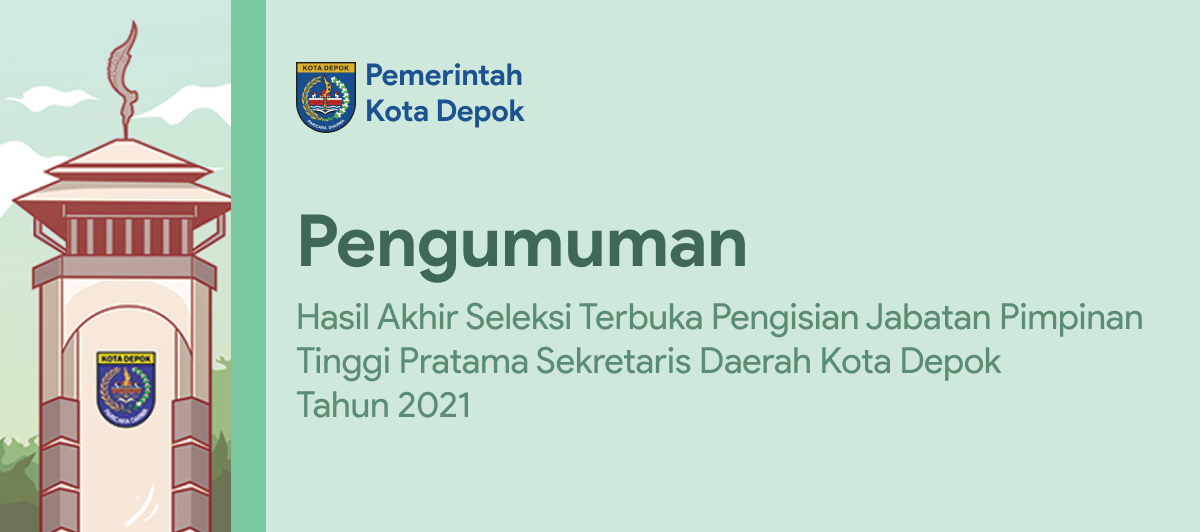 KOTA DEPOK
Pemerintah
Kota Depok
Pengumuman
Hasil Akhir Seleksi Terbuka Pengisian Jabatan Pimpinan
Tinggi Pratama Sekretaris Daerah Kota Depok
Tahun 2021
KOTA DEPOK